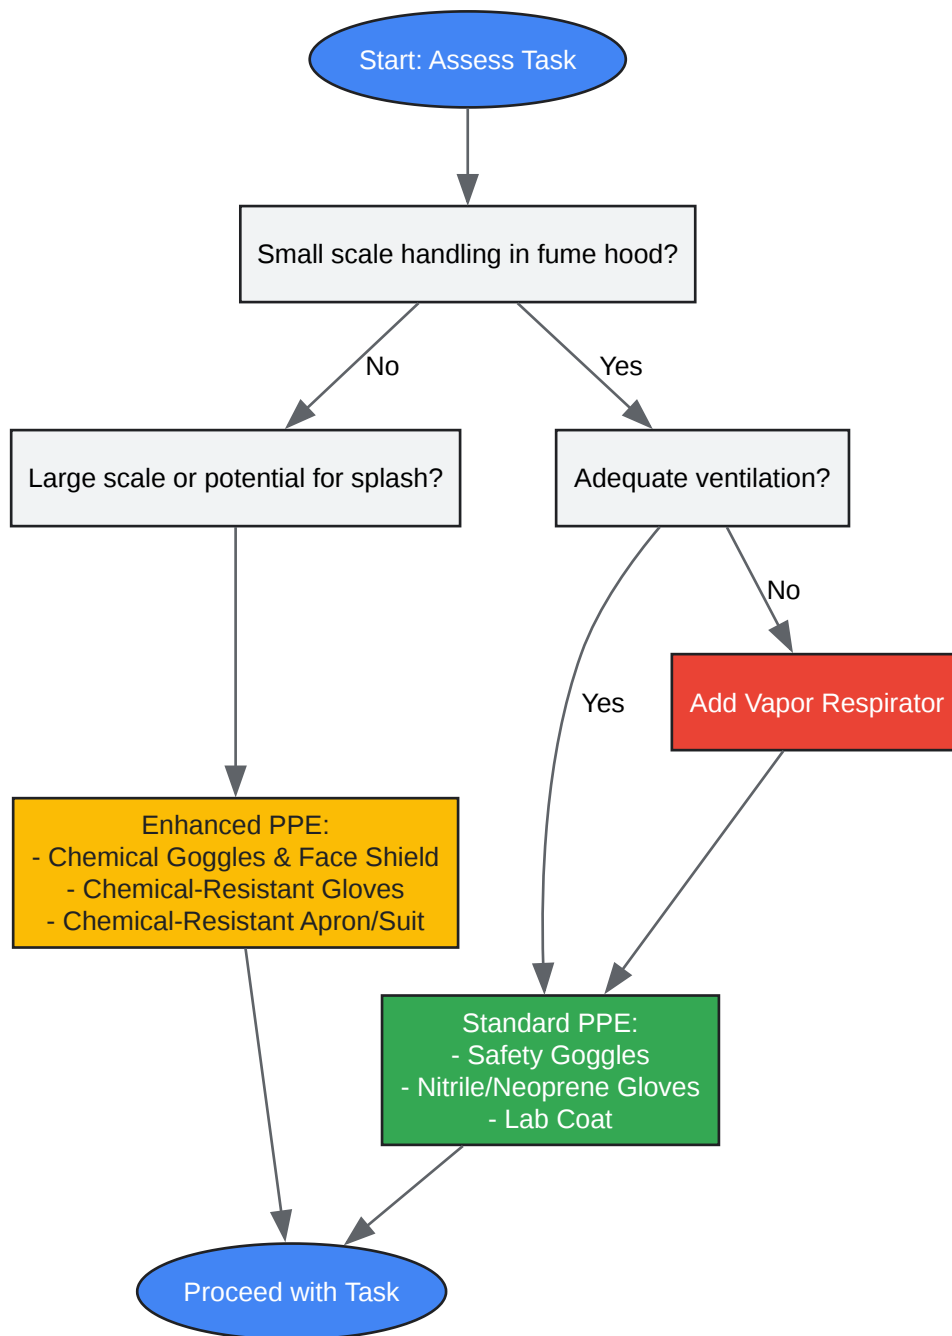 Start: Assess Task
Small scale handling in fume hood?
No
Yes
Large scale or potential for splash?
Adequate ventilation?
No
Yes
Add Vapor Respirator
Enhanced PPE:
- Chemical Goggles & Face Shield
- Chemical-Resistant Gloves
- Chemical-Resistant Apron/Suit
Standard PPE:
- Safety Goggles
- Nitrile/Neoprene Gloves
- Lab Coat
Proceed with Task